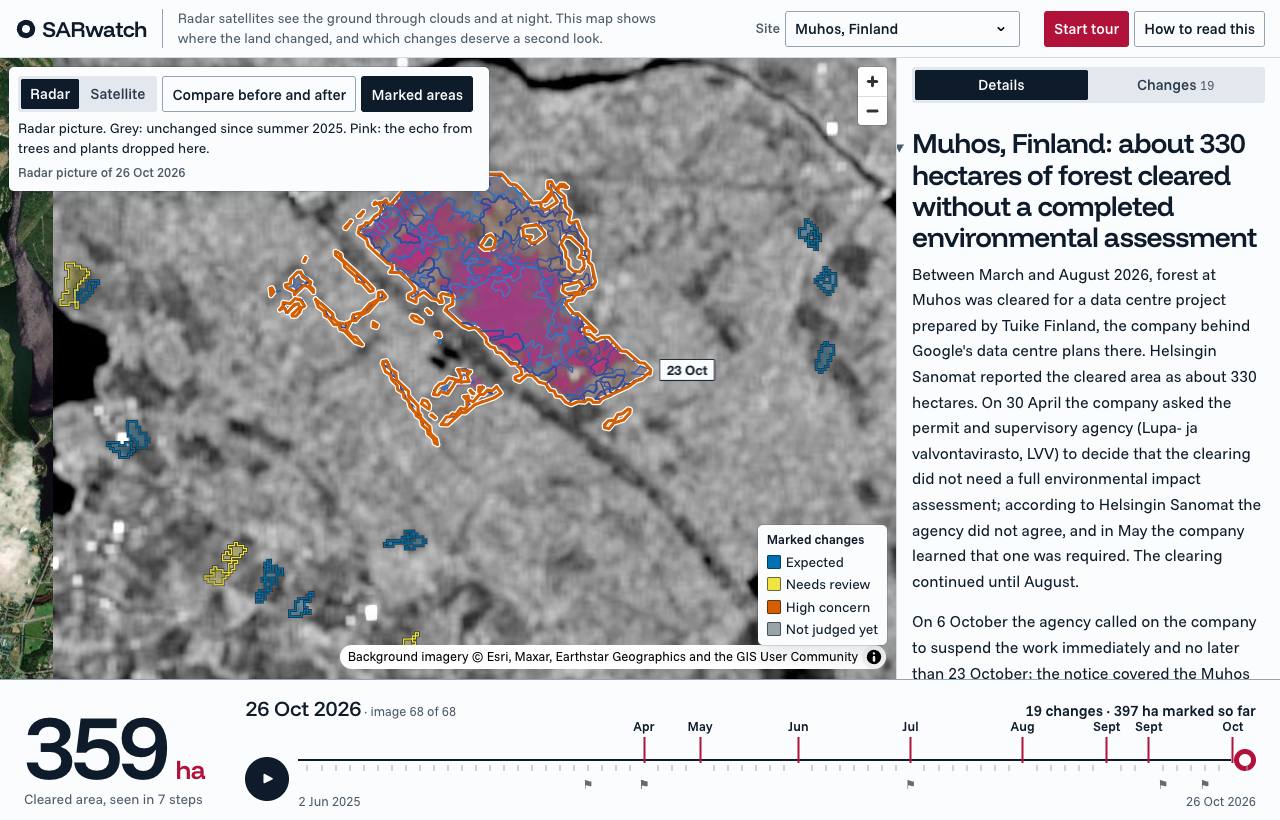 SARwatch
Radar satellites see the ground through clouds and at night. This map shows
where the land changed, and which changes deserve a second look.
Site
Muhos, Finland
Start tour
How to read this
Radar
Satellite
Compare before and after
Marked areas
Radar picture. Grey: unchanged since summer 2025. Pink: the echo from
trees and plants dropped here.
Radar picture of 26 Oct 2026
+
−
23 Oct
Marked changes
Expected
Needs review
High concern
Not judged yet
Background imagery © Esri, Maxar, Earthstar Geographics and the GIS User Community
Details
Changes 19
Muhos, Finland: about 330
hectares of forest cleared
without a completed
environmental assessment
Between March and August 2026, forest at
Muhos was cleared for a data centre project
prepared by Tuike Finland, the company behind
Google's data centre plans there. Helsingin
Sanomat reported the cleared area as about 330
hectares. On 30 April the company asked the
permit and supervisory agency (Lupa- ja
valvontavirasto, LVV) to decide that the clearing
did not need a full environmental impact
assessment; according to Helsingin Sanomat the
agency did not agree, and in May the company
learned that one was required. The clearing
continued until August.
On 6 October the agency called on the company
to suspend the work immediately and no later
than 23 October; the notice covered the Muhos
359 ha
Cleared area, seen in 7 steps
26 Oct 2026 · image 68 of 68
19 changes · 397 ha marked so far
Apr
May
Jun
Jul
Aug
Sept
Sept
Oct
2 Jun 2025
26 Oct 2026